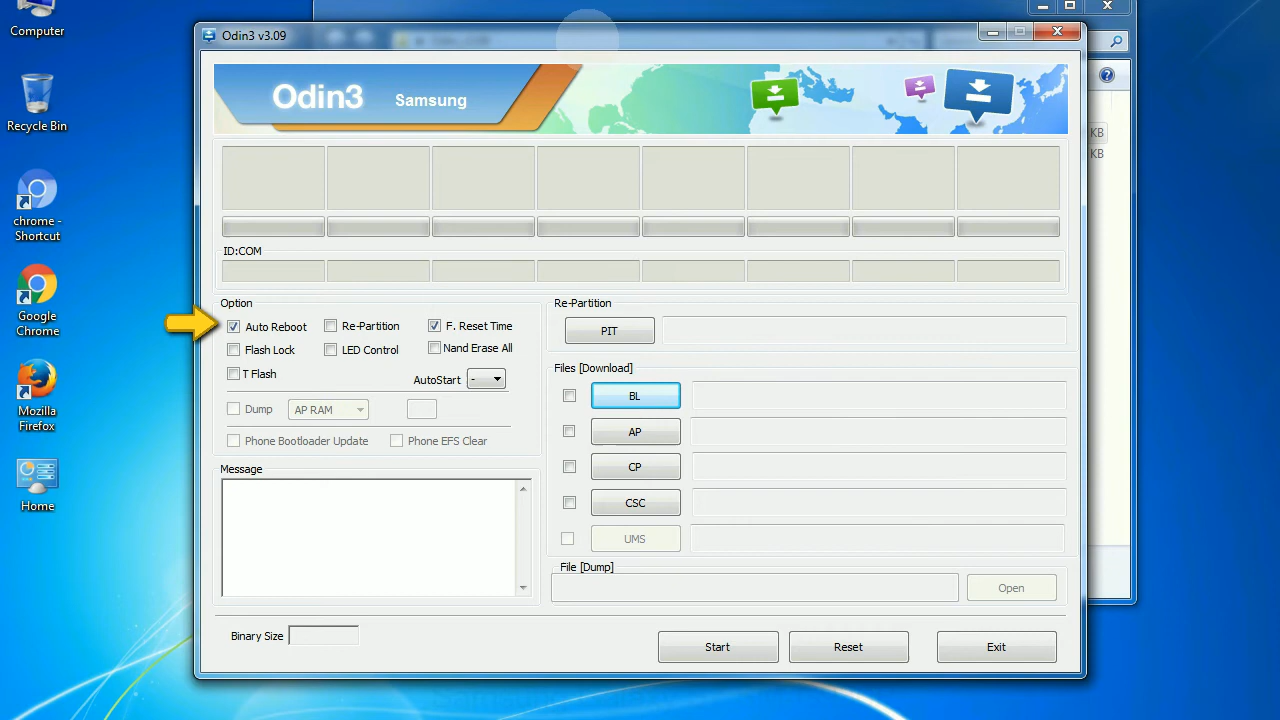 Computer
Recycle Bin
chrome -
Shortcut
Google
Chrome
Mozilla
Firefox
Home
Odin3 v3.09
Odin3 Samsung
KB
KB
ID:COM
Option
Auto Reboot Re-Partition F. Reset Time
Flash Lock LED Control Nand Erase All
T Flash
AutoStart -
Dump AP RAM
Phone Bootloader Update Phone EFS Clear
Message
Re-Partition
PIT
Files [Download]
BL
AP
CP
CSC
UMS
File [Dump]
Open
Binary Size
Start Reset Exit